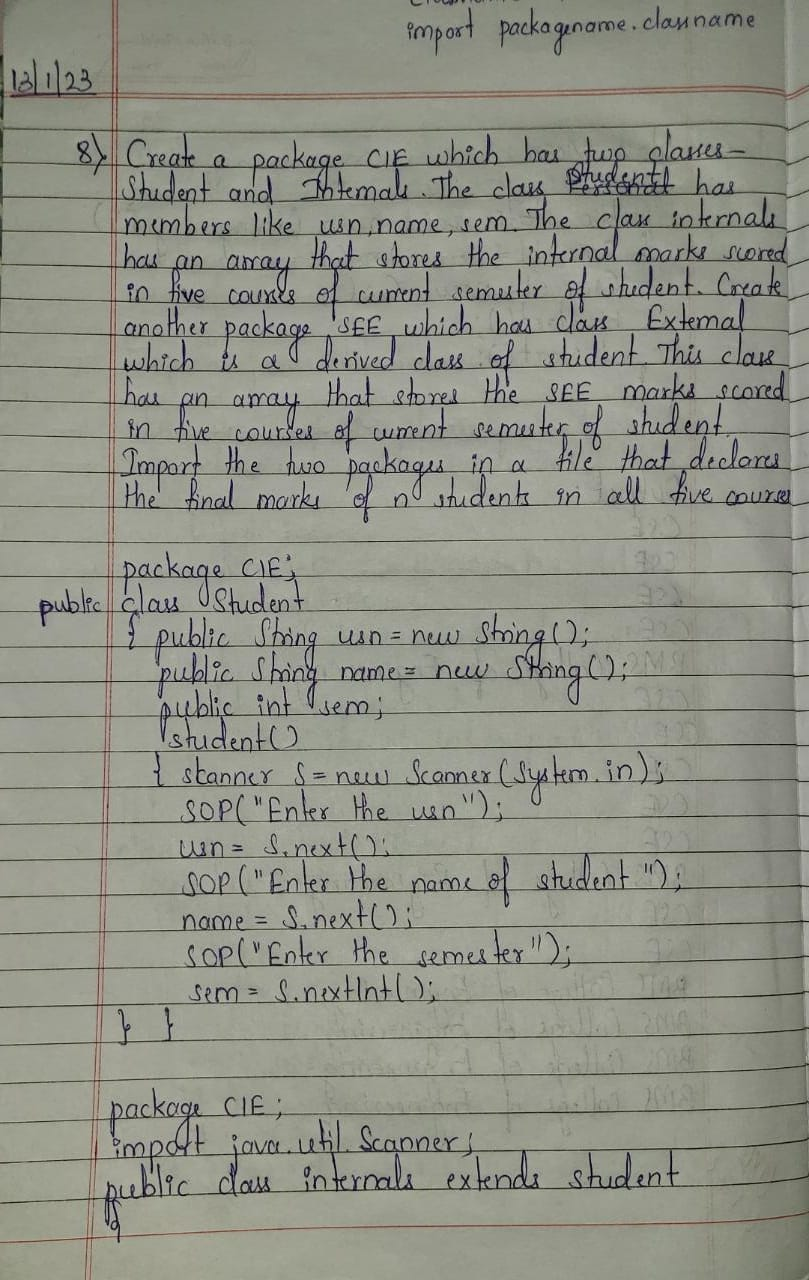 import packagename.classname
13/1/23
8) Create a package CIE which has two classes-
Student and Internals. The class Student has
members like usn, name, sem. The class internals
has an array that stores the internal marks scored
in five courses of current semester of student. Create
another package SEE which has class External
which is a derived class of student. This class
has an array that stores the SEE marks scored
in five courses of current semester of student.
Import the two packages in a file that declares
the final marks of n students in all five courses
package CIE;
public class Student
{ public String usn = new String();
public String name = new String();
public int sem;
student()
{ scanner S = new Scanner(System.in);
SOP("Enter the usn");
usn = S.next();
SOP("Enter the name of student");
name = S.next();
SOP("Enter the semester");
sem = S.nextInt();
} }
package CIE;
import java.util.Scanner;
public class internals extends student
{